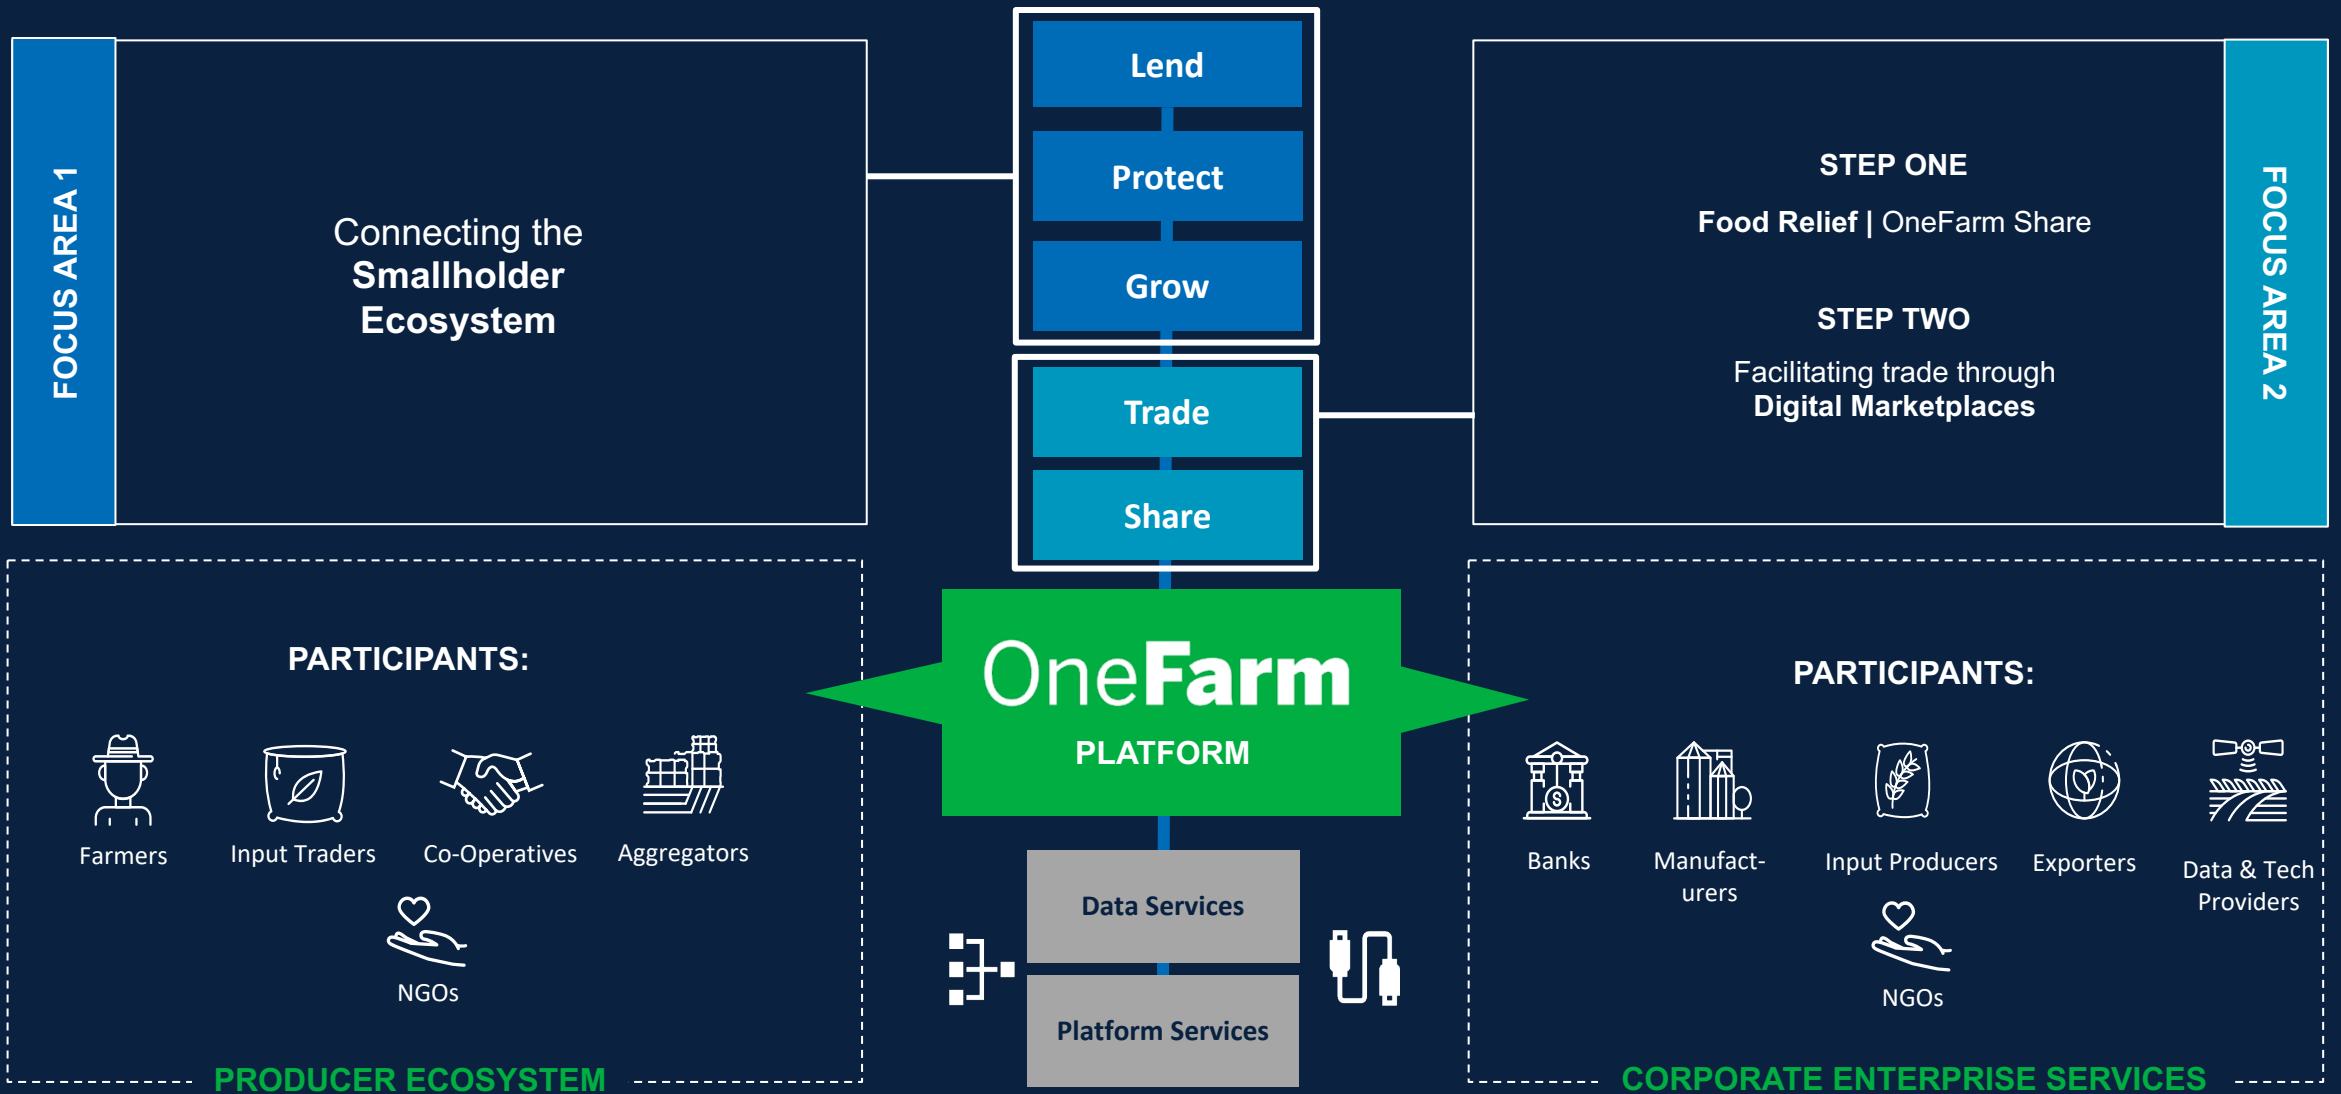 FOCUS AREA 1
Connecting the
Smallholder
Ecosystem
Lend
Protect
Grow
Trade
Share
STEP ONE
Food Relief | OneFarm Share
STEP TWO
Facilitating trade through
Digital Marketplaces
FOCUS AREA 2
PARTICIPANTS:
Farmers
Input Traders
Co-Operatives
Aggregators
NGOs
PRODUCER ECOSYSTEM
OneFarm
PLATFORM
Data Services
Platform Services
PARTICIPANTS:
Banks
Manufact-
urers
Input Producers
Exporters
Data & Tech
Providers
NGOs
CORPORATE ENTERPRISE SERVICES